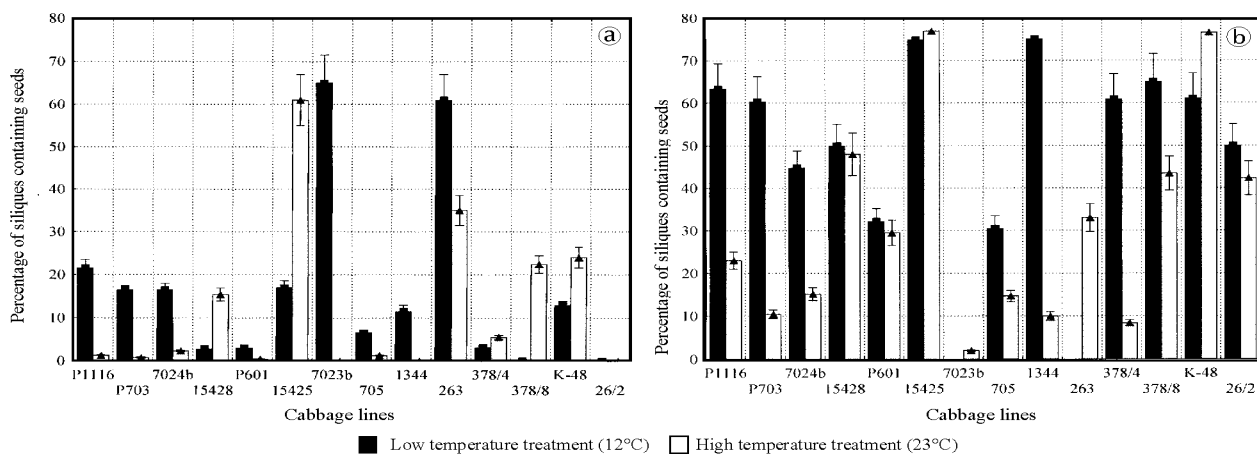 ⓐ
Percentage of siliques containing seeds
80
70
60
50
40
30
20
10
0
P1116 7024b P601 7023b 1344 378/4 K-48
P703 15428 15425 705 263 378/8 26/2
Cabbage lines
ⓑ
Percentage of siliques containing seeds
80
70
60
50
40
30
20
10
0
P1116 7024b P601 7023b 1344 378/4 K-48
P703 15428 15425 705 263 378/8 26/2
Cabbage lines
Low temperature treatment (12°C) High temperature treatment (23°C)